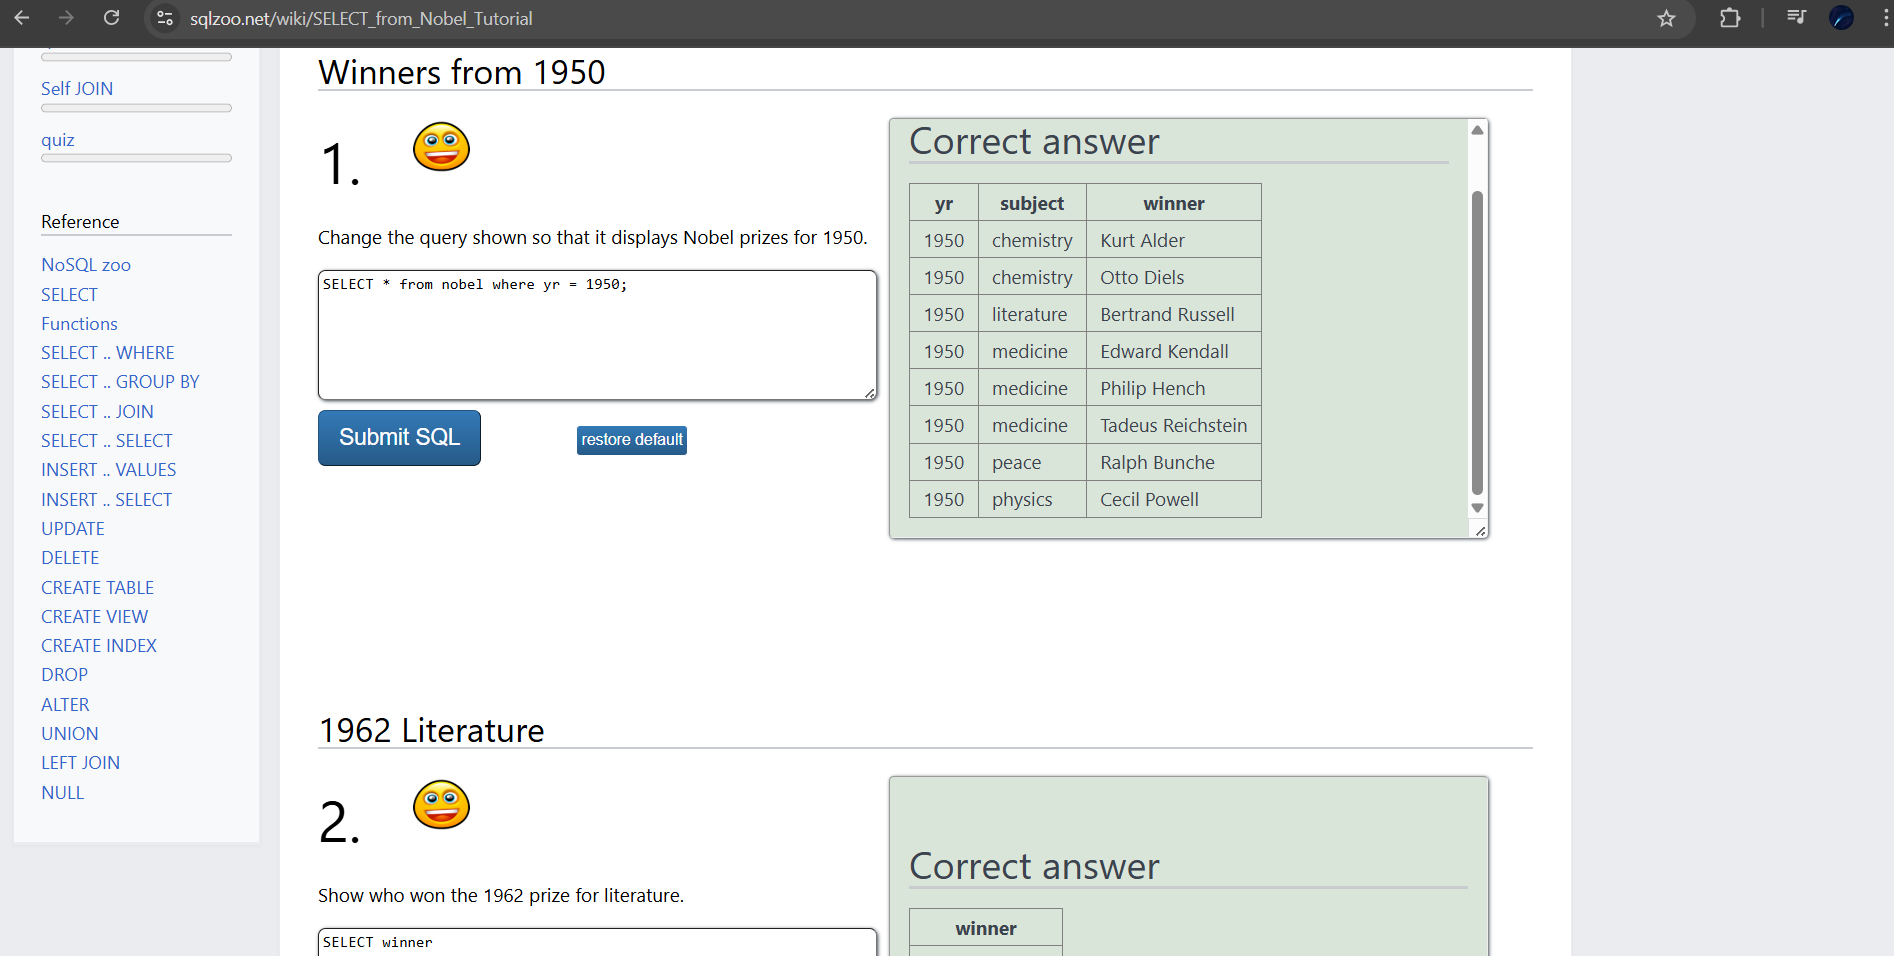 sqlzoo.net/wiki/SELECT_from_Nobel_Tutorial
Self JOIN
quiz
Reference
NoSQL zoo
SELECT
Functions
SELECT .. WHERE
SELECT .. GROUP BY
SELECT .. JOIN
SELECT .. SELECT
INSERT .. VALUES
INSERT .. SELECT
UPDATE
DELETE
CREATE TABLE
CREATE VIEW
CREATE INDEX
DROP
ALTER
UNION
LEFT JOIN
NULL
Winners from 1950
1.
Change the query shown so that it displays Nobel prizes for 1950.
SELECT * from nobel where yr = 1950;
Submit SQL
restore default
Correct answer
yr subject winner
1950 chemistry Kurt Alder
1950 chemistry Otto Diels
1950 literature Bertrand Russell
1950 medicine Edward Kendall
1950 medicine Philip Hench
1950 medicine Tadeus Reichstein
1950 peace Ralph Bunche
1950 physics Cecil Powell
1962 Literature
2.
Show who won the 1962 prize for literature.
SELECT winner
Correct answer
winner